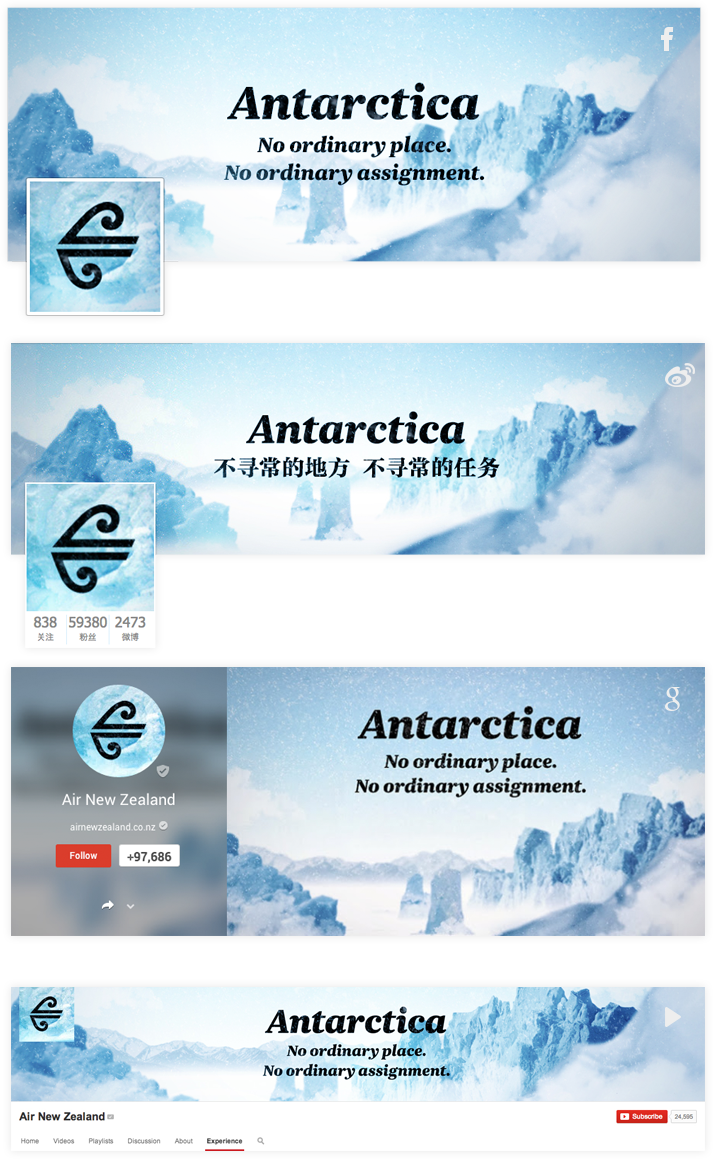 Antarctica
No ordinary place.
No ordinary assignment.
Antarctica
不寻常的地方 不寻常的任务
838 59380 2473
关注 粉丝 微博
Antarctica
No ordinary place.
No ordinary assignment.
Air New Zealand
airnewzealand.co.nz
Follow +97,686
Antarctica
No ordinary place.
No ordinary assignment.
Air New Zealand
Subscribe 24,595
Home Videos Playlists Discussion About Experience